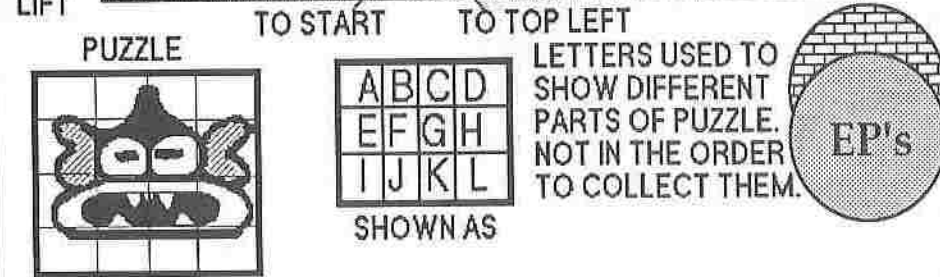 LIFT
TO START TO TOP LEFT
PUZZLE
LETTERS USED TO
SHOW DIFFERENT
PARTS OF PUZZLE.
NOT IN THE ORDER
TO COLLECT THEM.
A B C D
E F G H
I J K L
SHOWN AS
EP's